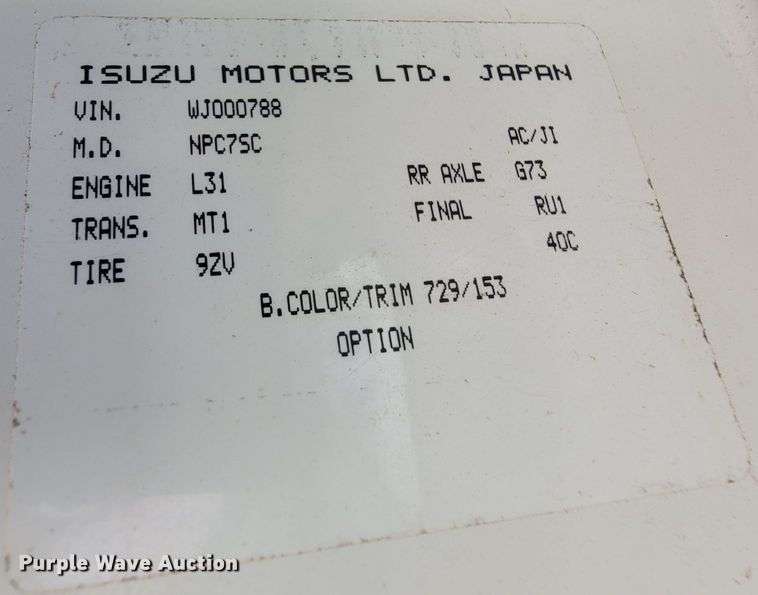 ISUZU MOTORS LTD. JAPAN
VIN. WJ000788
M.D. NPC7SC AC/JI
ENGINE L31 RR AXLE G73
TRANS. MT1 FINAL RU1
TIRE 9ZV 40C
B.COLOR/TRIM 729/153
OPTION
Purple Wave Auction